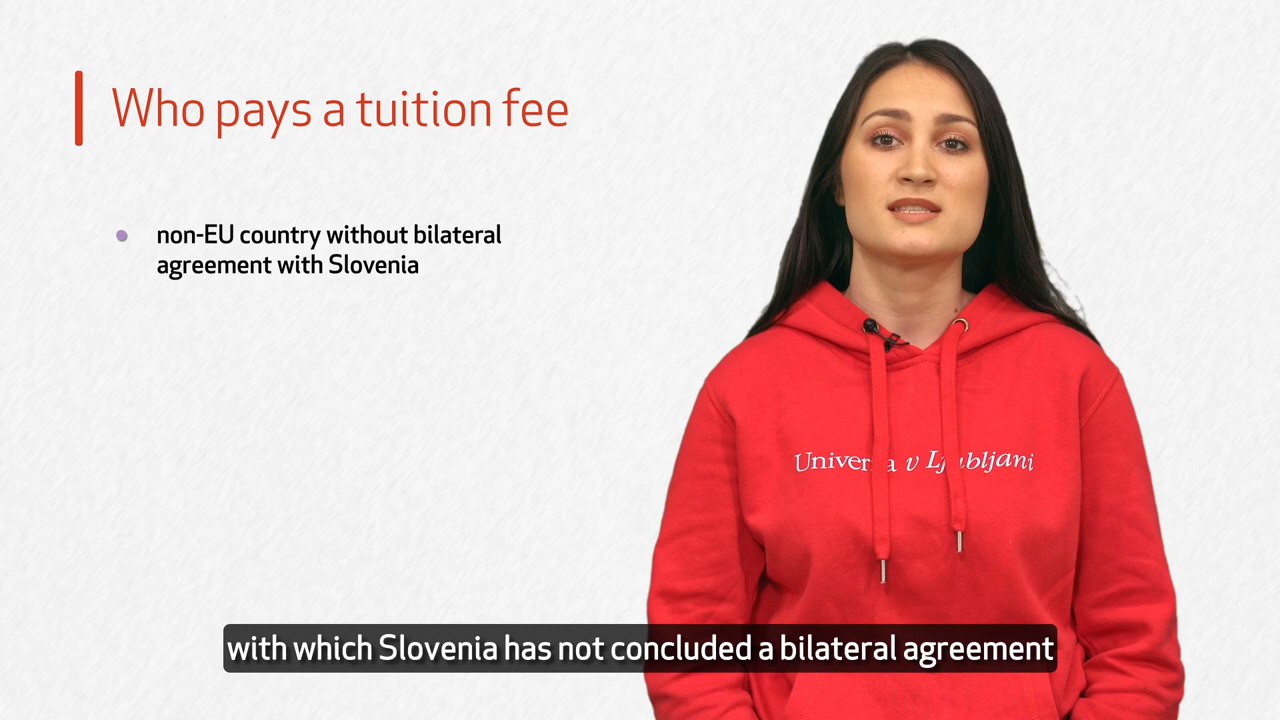 Who pays a tuition fee
non-EU country without bilateral
agreement with Slovenia
v
with which Slovenia has not concluded a bilateral agreement